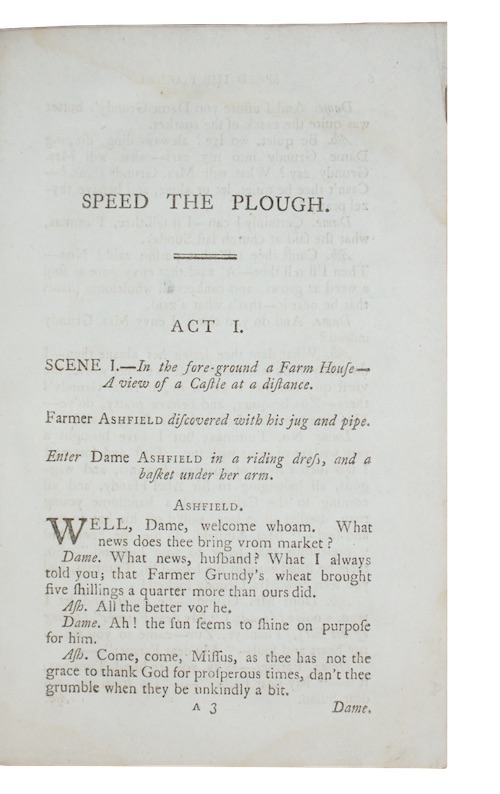 SPEED THE PLOUGH.
ACT I.
SCENE I.—In the fore-ground a Farm Houſe—
A view of a Caſtle at a diſtance.
Farmer ASHFIELD diſcovered with his jug and pipe.
Enter Dame ASHFIELD in a riding dreſs, and a
baſket under her arm.
ASHFIELD.
WELL, Dame, welcome whoam. What
news does thee bring vrom market?
Dame. What news, huſband? What I always
told you; that Farmer Grundy's wheat brought
five ſhillings a quarter more than ours did.
Aſh. All the better vor he.
Dame. Ah! the ſun ſeems to ſhine on purpoſe
for him.
Aſh. Come, come, Miſſus, as thee has not the
grace to thank God for proſperous times, dan't thee
grumble when they be unkindly a bit.
A 3 Dame.